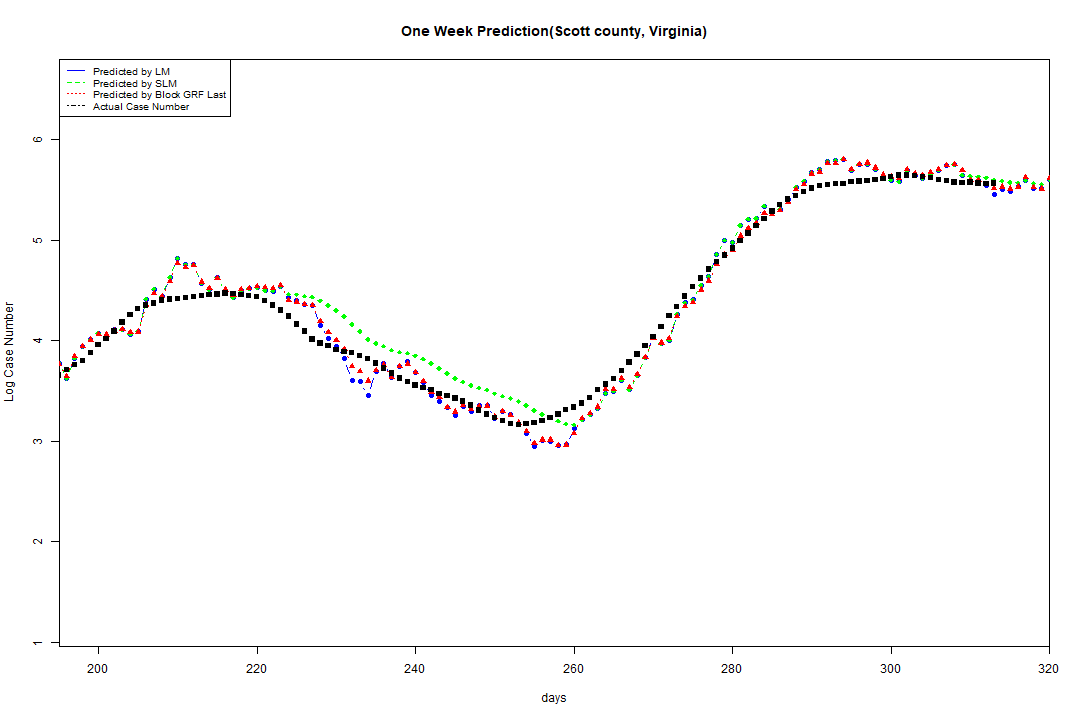 One Week Prediction(Scott county, Virginia)
Predicted by LM
Predicted by SLM
Predicted by Block GRF Last
Actual Case Number
6
5
4
3
2
1
Log Case Number
200 220 240 260 280 300 320
days